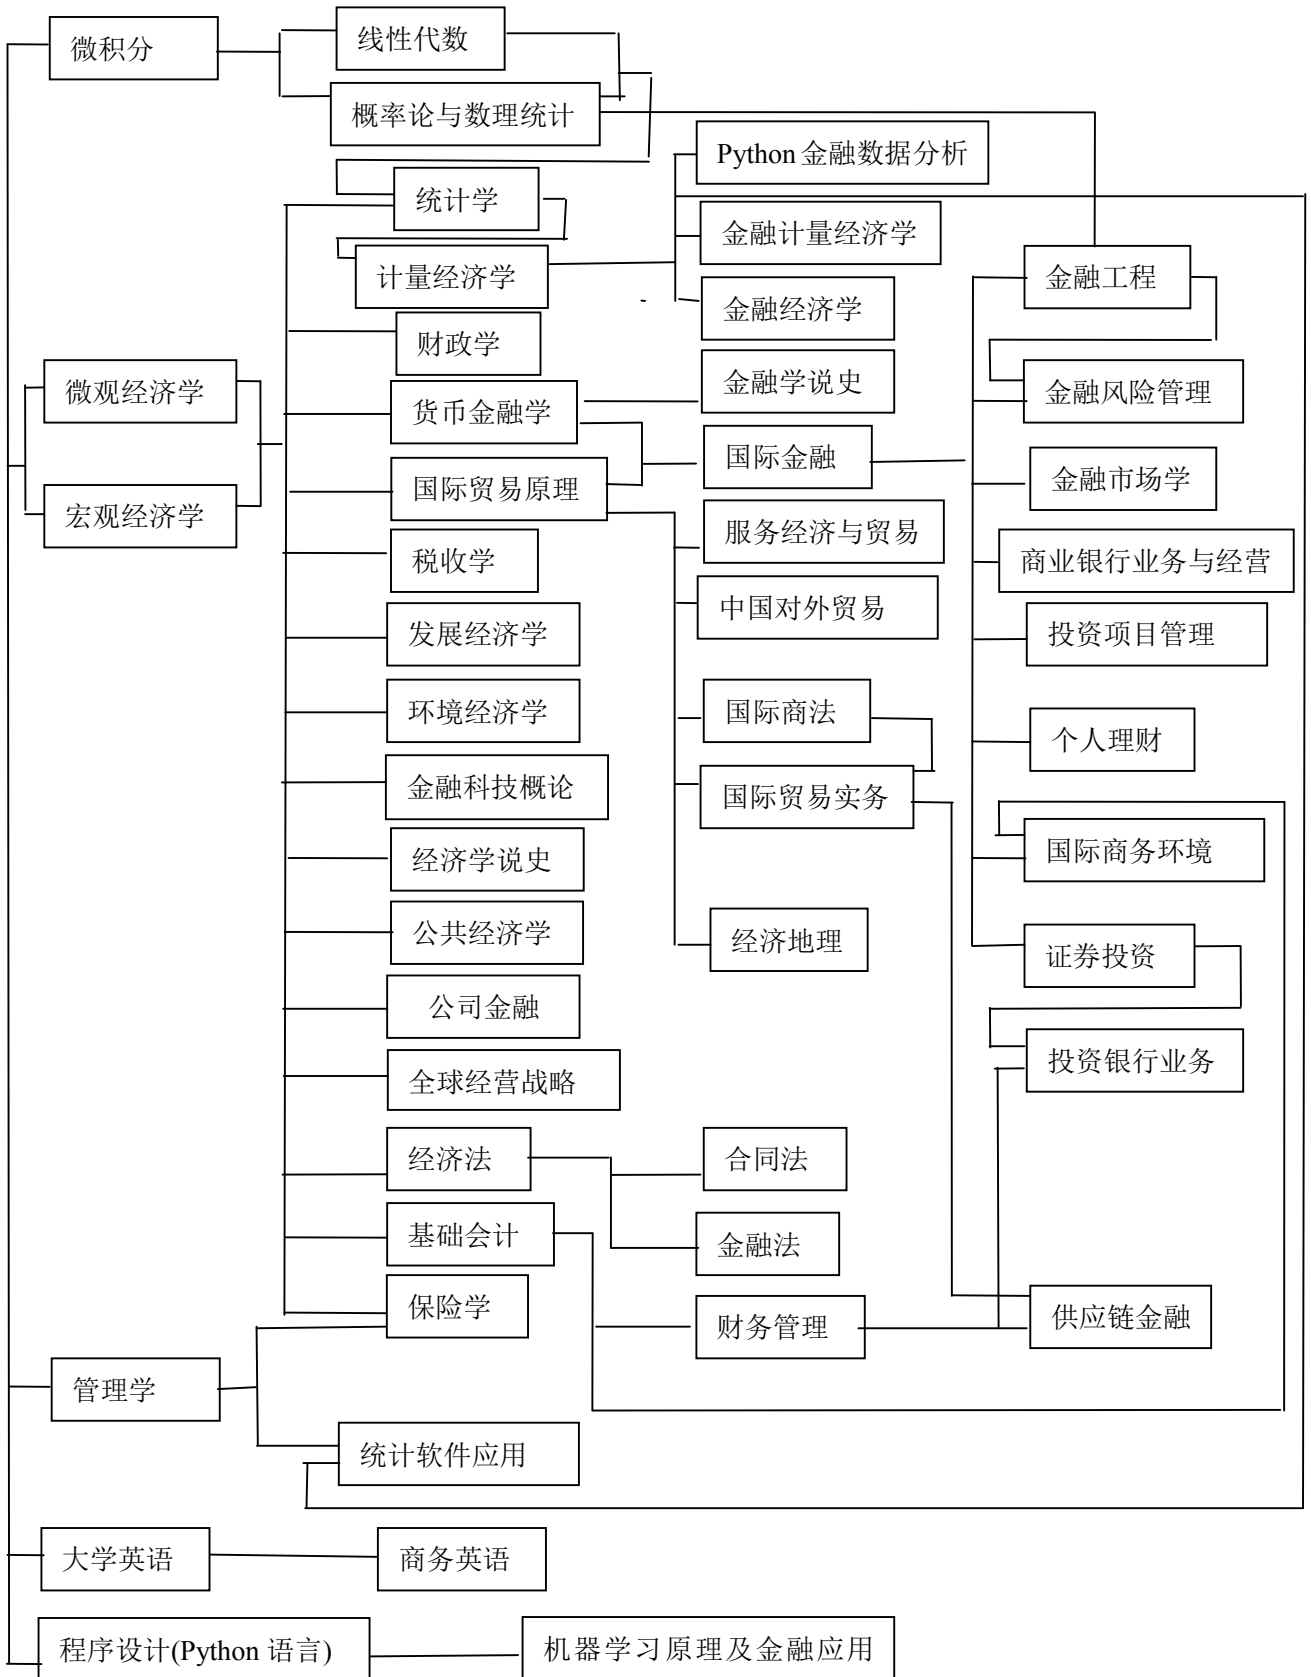 微积分
线性代数
概率论与数理统计
Python 金融数据分析
统计学
金融计量经济学
计量经济学
金融工程
金融经济学
财政学
微观经济学
金融学说史
金融风险管理
货币金融学
国际金融
金融市场学
国际贸易原理
宏观经济学
服务经济与贸易
税收学
商业银行业务与经营
中国对外贸易
发展经济学
投资项目管理
环境经济学
国际商法
个人理财
金融科技概论
国际贸易实务
经济学说史
国际商务环境
公共经济学
经济地理
证券投资
公司金融
投资银行业务
全球经营战略
经济法
合同法
基础会计
金融法
保险学
财务管理
供应链金融
管理学
统计软件应用
大学英语
商务英语
程序设计(Python 语言)
机器学习原理及金融应用